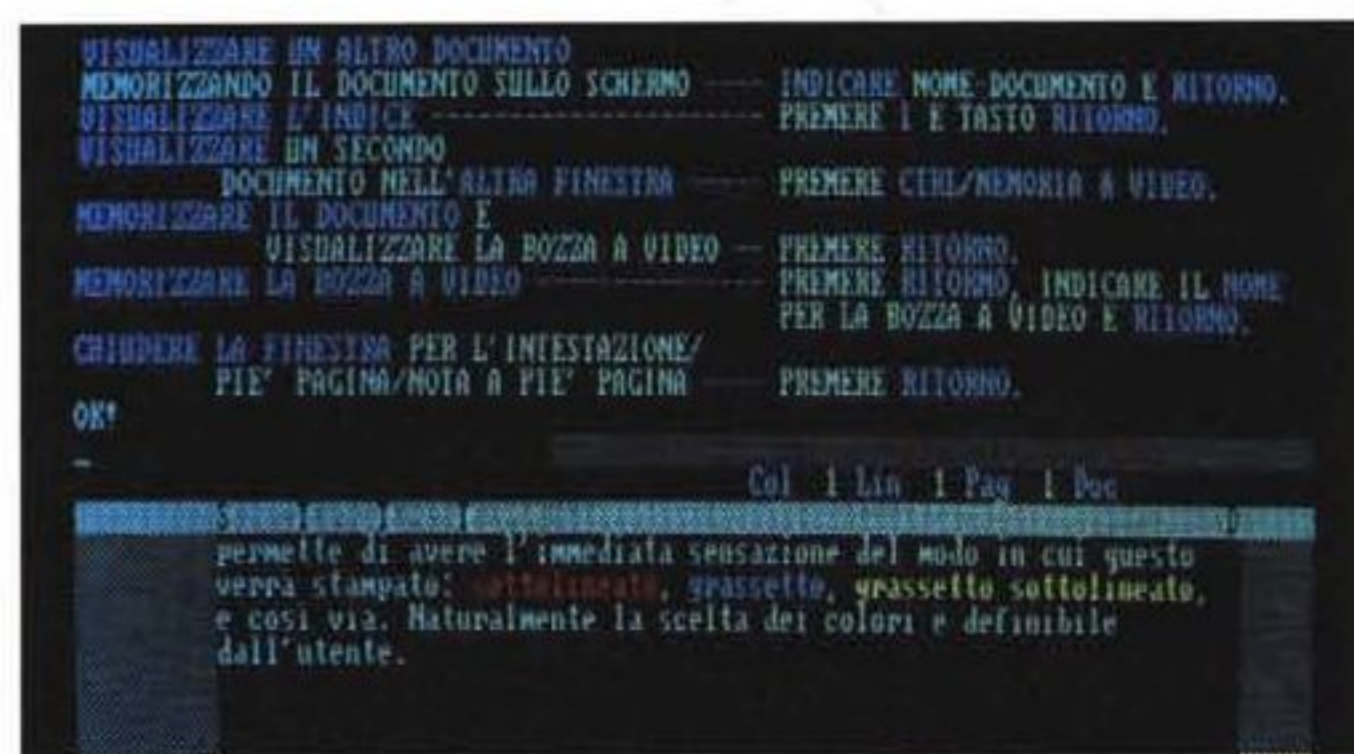 VISUALIZZARE UN ALTRO DOCUMENTO
MEMORIZZANDO IL DOCUMENTO SULLO SCHERMO ---- INDICARE NOME-DOCUMENTO E RITORNO.
VISUALIZZARE L'INDICE ---------------------- PREMERE I E TASTO RITORNO.
VISUALIZZARE UN SECONDO
DOCUMENTO NELL'ALTRA FINESTRA ----- PREMERE CTRL/MEMORIA A VIDEO.
MEMORIZZARE IL DOCUMENTO E
VISUALIZZARE LA BOZZA A VIDEO -- PREMERE RITORNO.
MEMORIZZARE LA BOZZA A VIDEO --------------- PREMERE RITORNO, INDICARE IL NOME
PER LA BOZZA A VIDEO E RITORNO.
CHIUDERE LA FINESTRA PER L'INTESTAZIONE/
PIE' PAGINA/NOTA A PIE' PAGINA ---- PREMERE RITORNO.
OK!
Col 1 Lin 1 Pag 1 Doc
permette di avere l'immediata sensazione del modo in cui questo
verra stampato: sottolineato, grassetto, grassetto sottolineato,
e cosi via. Naturalmente la scelta dei colori e definibile
dall'utente.